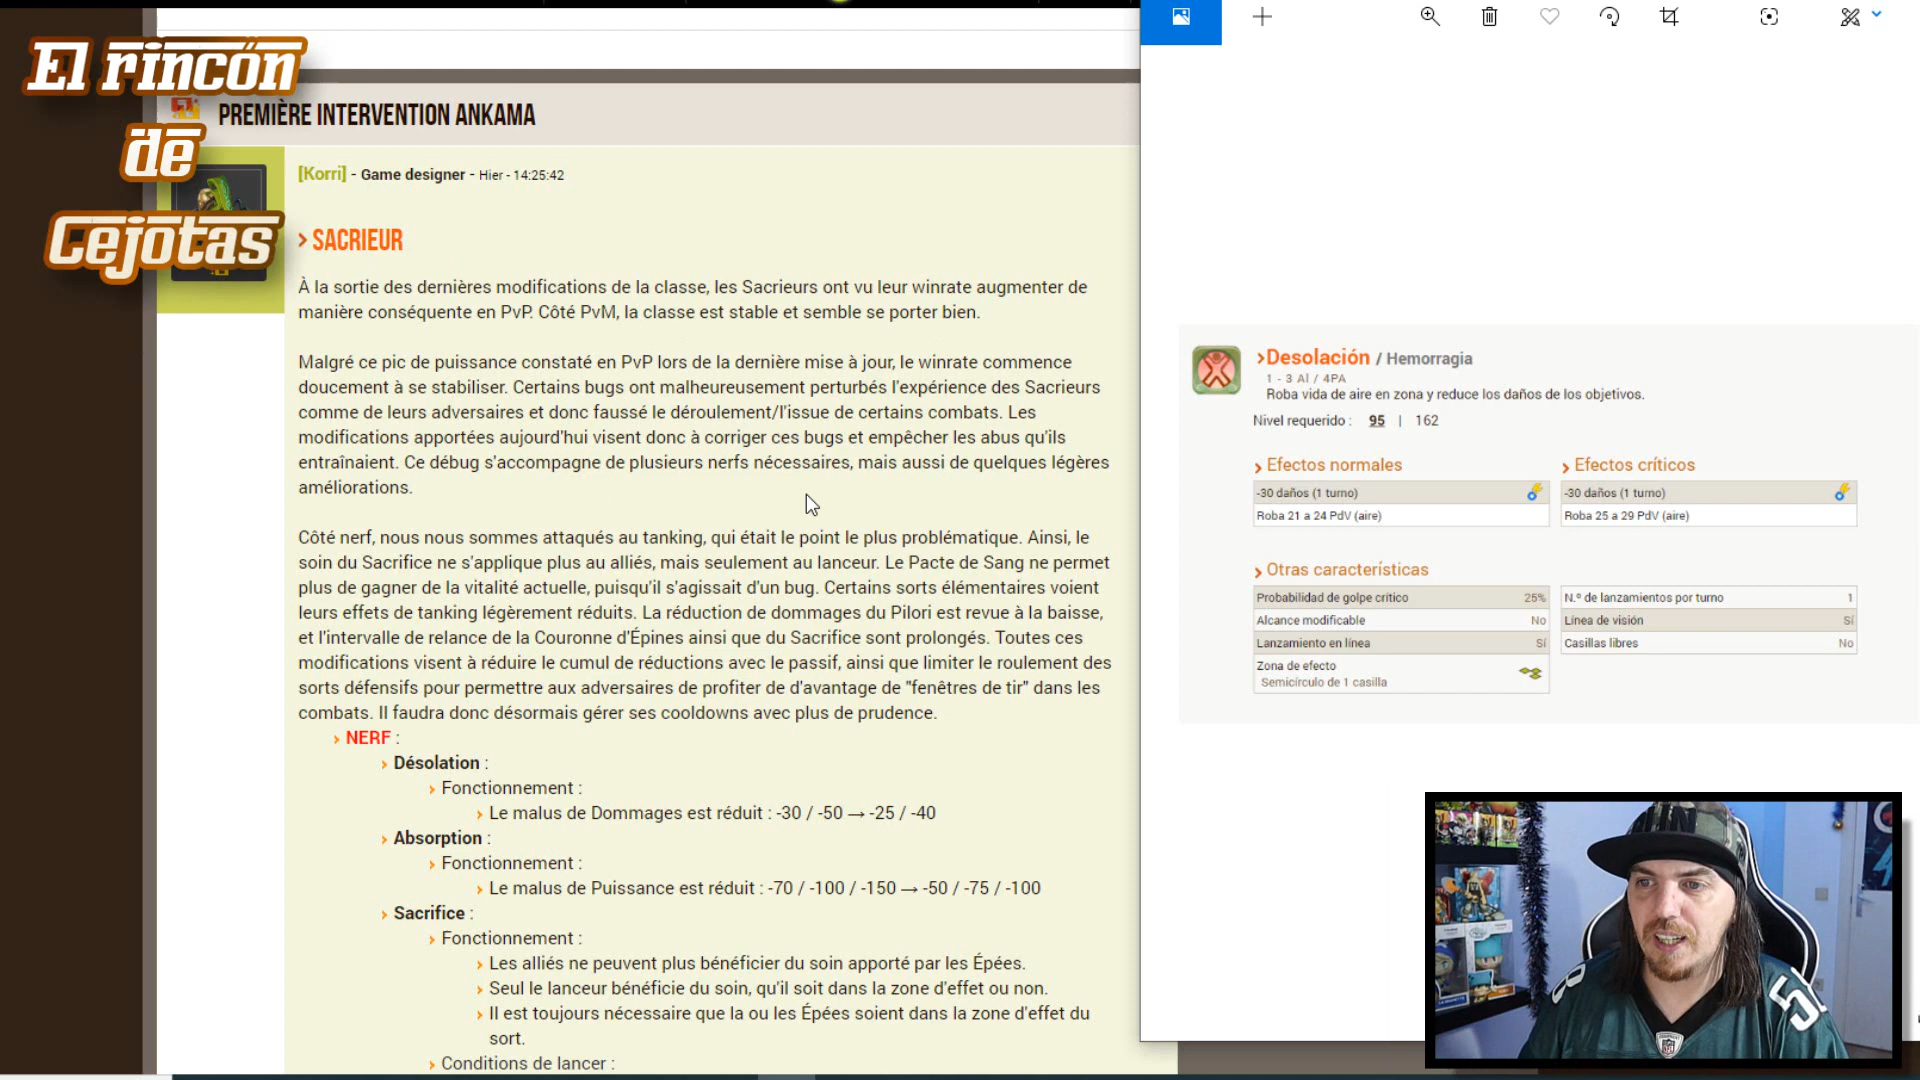 El rincón
de
Cejotas
PREMIÈRE INTERVENTION ANKAMA
[Korri] - Game designer - Hier - 14:25:42
SACRIEUR
À la sortie des dernières modifications de la classe, les Sacrieurs ont vu leur winrate augmenter de
manière conséquente en PvP. Côté PvM, la classe est stable et semble se porter bien.
Malgré ce pic de puissance constaté en PvP lors de la dernière mise à jour, le winrate commence
doucement à se stabiliser. Certains bugs ont malheureusement perturbés l'expérience des Sacrieurs
comme de leurs adversaires et donc faussé le déroulement/l'issue de certains combats. Les
modifications apportées aujourd'hui visent donc à corriger ces bugs et empêcher les abus qu'ils
entraînaient. Ce débug s'accompagne de plusieurs nerfs nécessaires, mais aussi de quelques légères
améliorations.
Côté nerf, nous nous sommes attaqués au tanking, qui était le point le plus problématique. Ainsi, le
soin du Sacrifice ne s'applique plus au alliés, mais seulement au lanceur. Le Pacte de Sang ne permet
plus de gagner de la vitalité actuelle, puisqu'il s'agissait d'un bug. Certains sorts élémentaires voient
leurs effets de tanking légèrement réduits. La réduction de dommages du Pilori est revue à la baisse,
et l'intervalle de relance de la Couronne d'Épines ainsi que du Sacrifice sont prolongés. Toutes ces
modifications visent à réduire le cumul de réductions avec le passif, ainsi que limiter le roulement des
sorts défensifs pour permettre aux adversaires de profiter de d'avantage de "fenêtres de tir" dans les
combats. Il faudra donc désormais gérer ses cooldowns avec plus de prudence.
NERF :
Désolation :
Fonctionnement :
Le malus de Dommages est réduit : -30 / -50 → -25 / -40
Absorption :
Fonctionnement :
Le malus de Puissance est réduit : -70 / -100 / -150 → -50 / -75 / -100
Sacrifice :
Fonctionnement :
Les alliés ne peuvent plus bénéficier du soin apporté par les Épées.
Seul le lanceur bénéficie du soin, qu'il soit dans la zone d'effet ou non.
Il est toujours nécessaire que la ou les Épées soient dans la zone d'effet du
sort.
Conditions de lancer :
Desolación / Hemorragia
1 - 3 Al / 4PA
Roba vida de aire en zona y reduce los daños de los objetivos.
Nivel requerido : 95 | 162
Efectos normales
-30 daños (1 turno)
Roba 21 a 24 PdV (aire)
Efectos críticos
-30 daños (1 turno)
Roba 25 a 29 PdV (aire)
Otras características
Probabilidad de golpe crítico 25%
Alcance modificable No
Lanzamiento en línea Sí
Zona de efecto
Semicírculo de 1 casilla
N.º de lanzamientos por turno 1
Línea de visión Sí
Casillas libres No